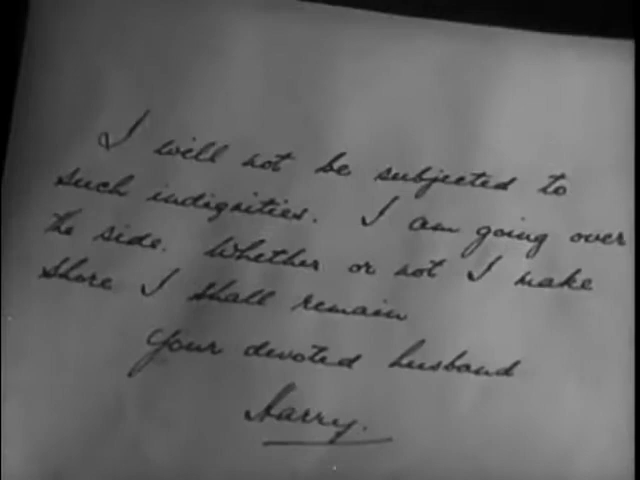 I will not be subjected to
such indignities. I am going over
the side. Whether or not I make
shore I shall remain
Your devoted husband
Harry.